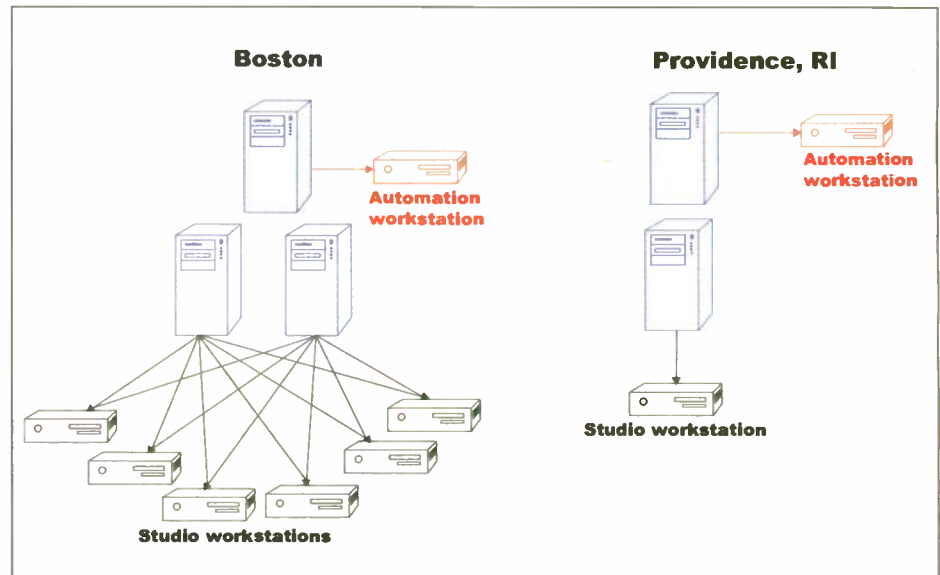 Boston
Providence, RI
Automation
workstation
Automation
workstation
Studio workstation
Studio workstations